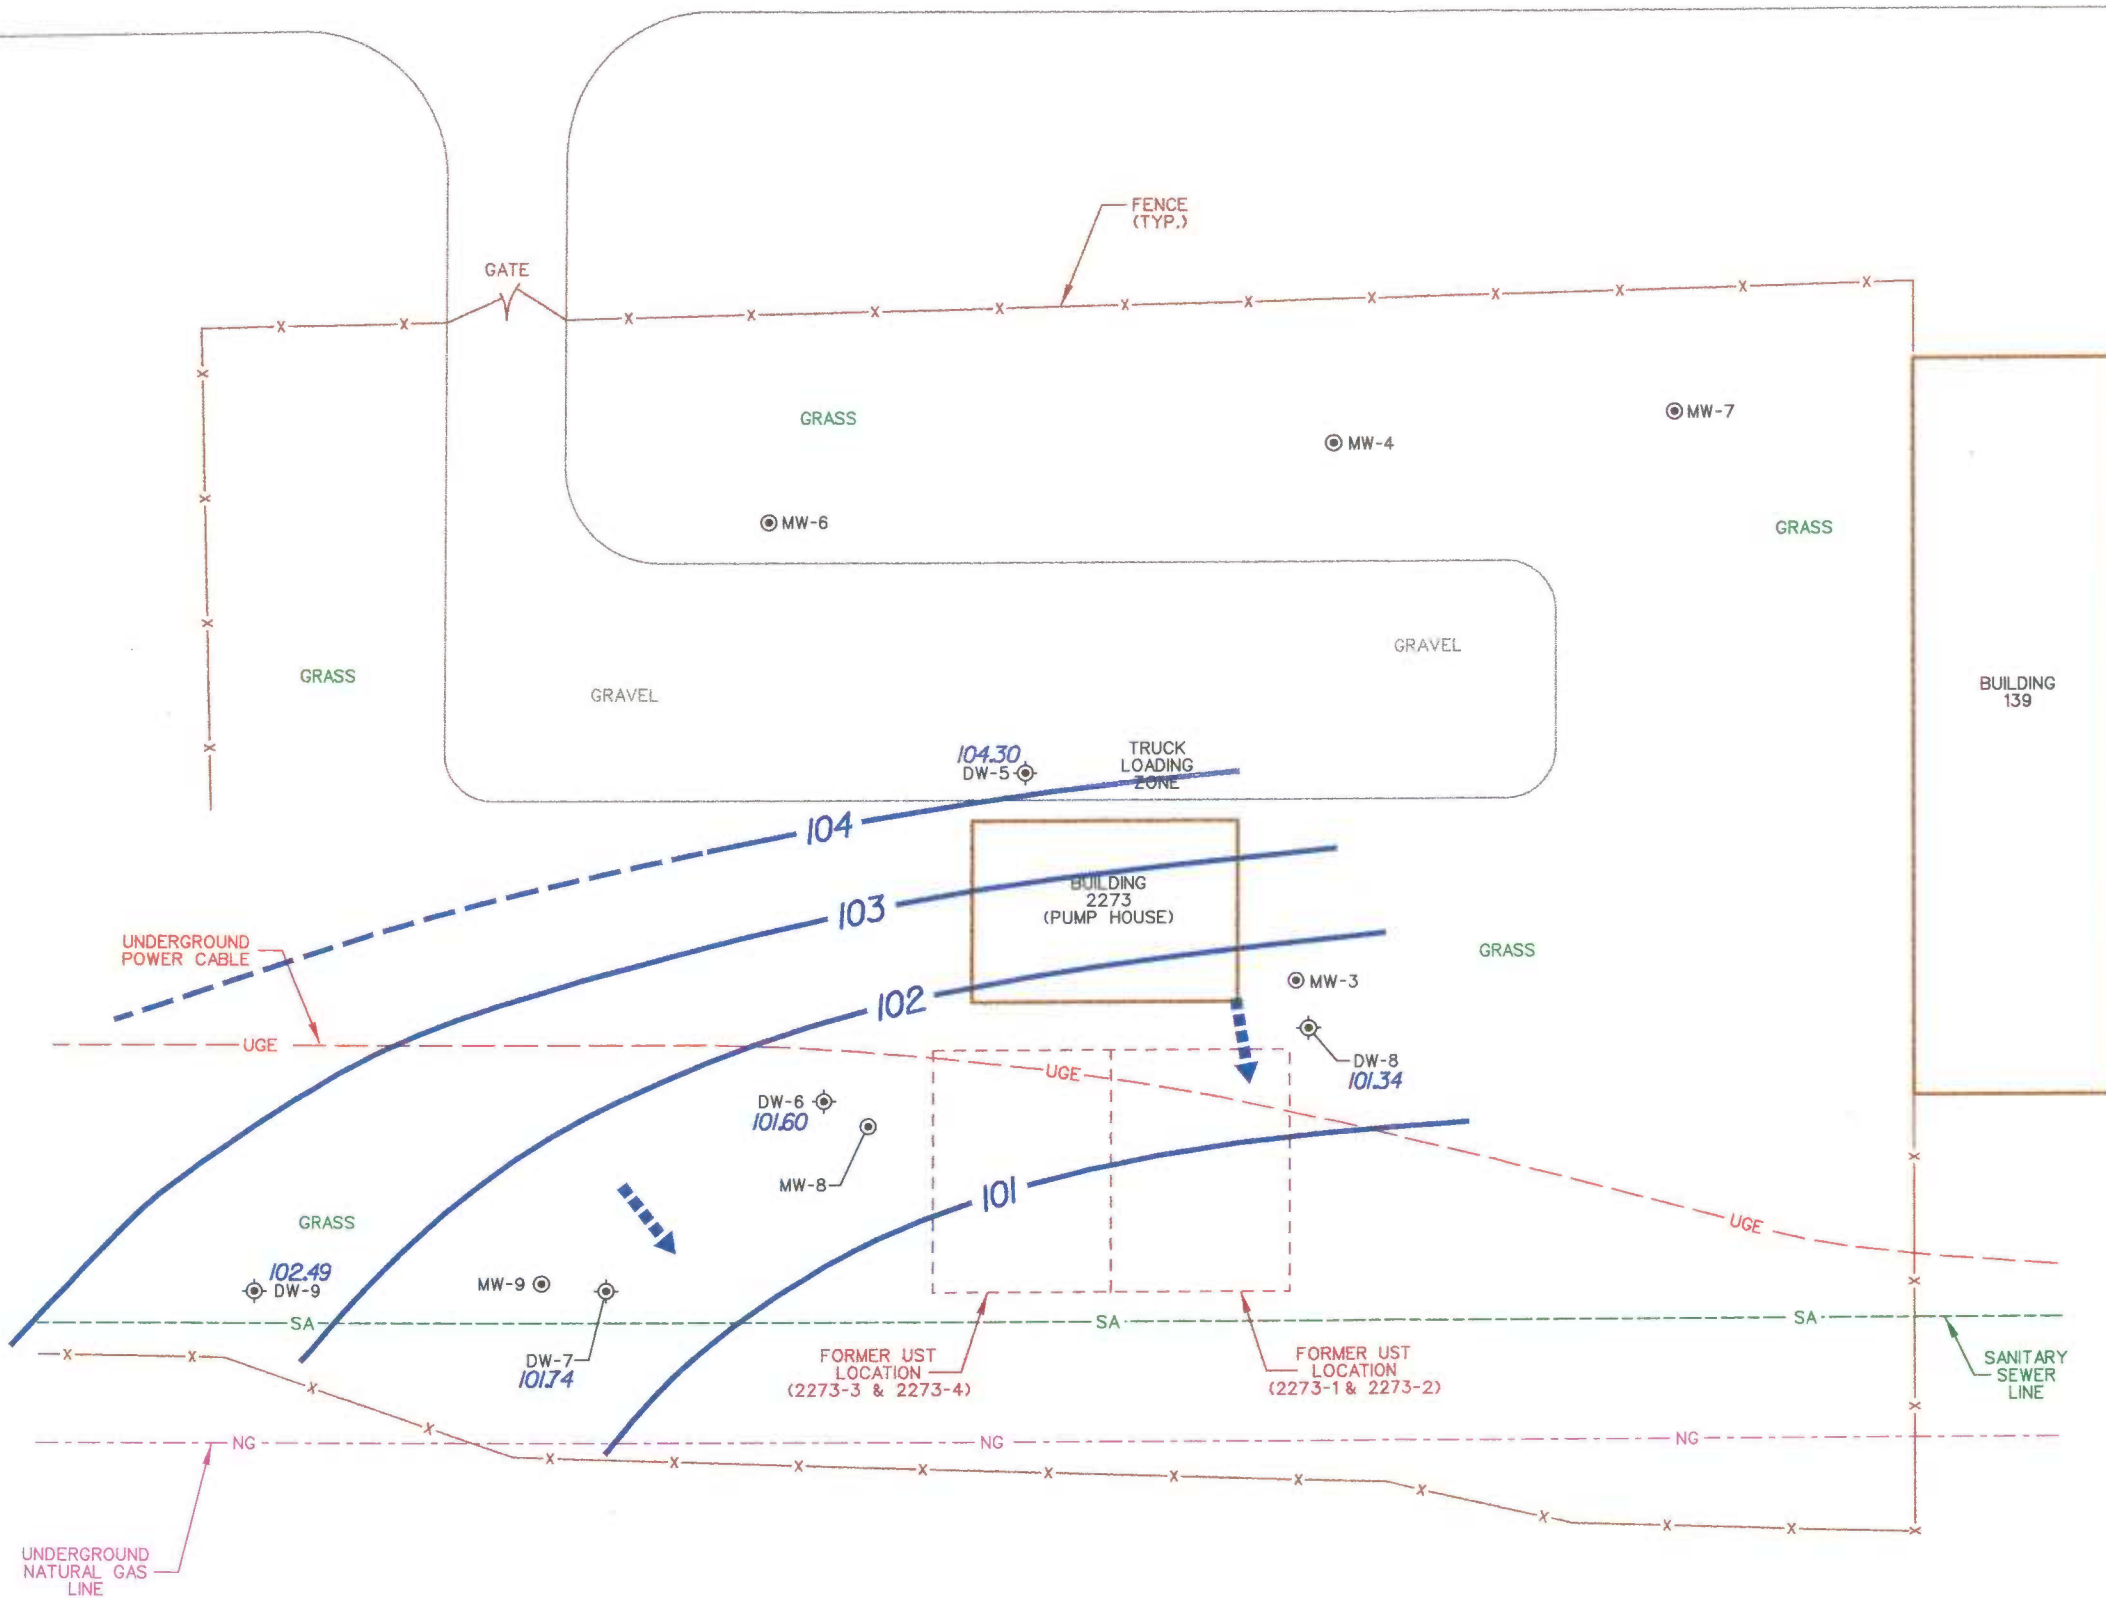 FENCE
(TYP.)
GATE
MW-7
GRASS
MW-4
MW-6
GRASS
GRAVEL
GRASS
GRAVEL
BUILDING
139
104.30
DW-5
TRUCK
LOADING
ZONE
104
BUILDING
2273
(PUMP HOUSE)
103
UNDERGROUND
POWER CABLE
GRASS
102
MW-3
UGE
DW-8
101.34
UGE
DW-6
101.60
MW-8
101
GRASS
UGE
102.49
DW-9
MW-9
SA
SA
SA
DW-7
101.74
FORMER UST
LOCATION
(2273-3 & 2273-4)
FORMER UST
LOCATION
(2273-1 & 2273-2)
SANITARY
SEWER
LINE
NG
NG
NG
UNDERGROUND
NATURAL GAS
LINE